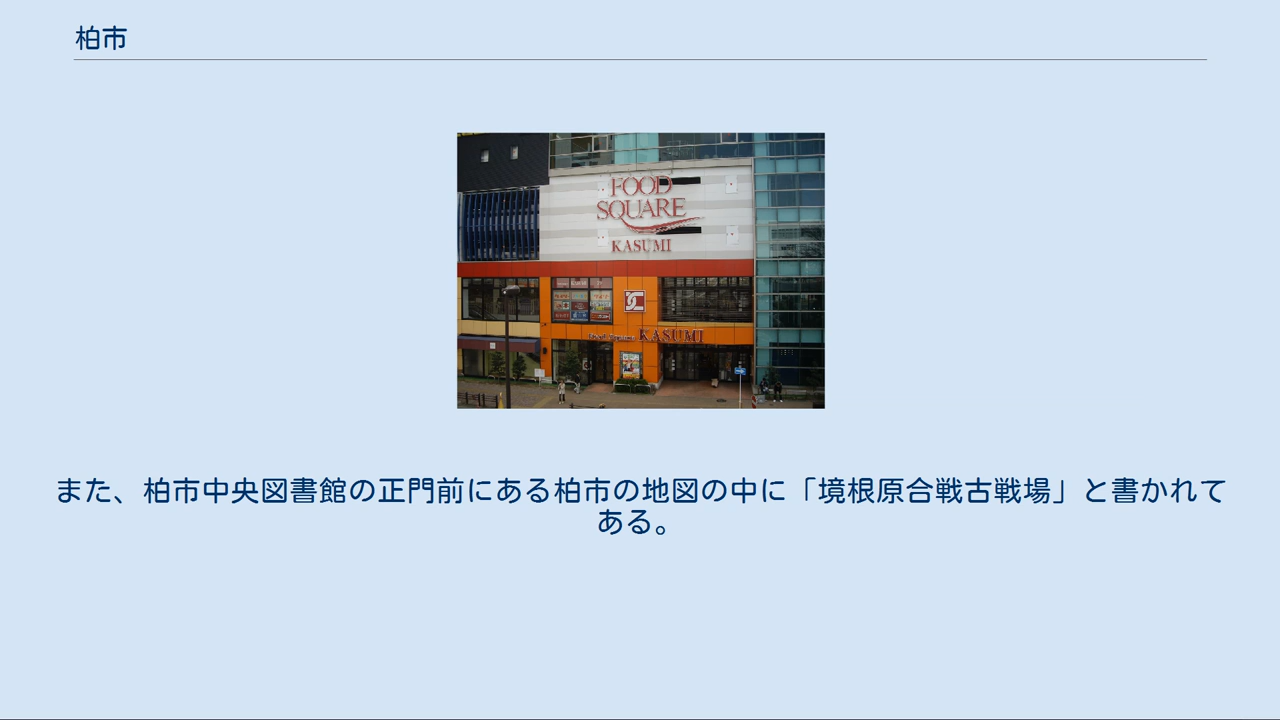 柏市
FOOD
SQUARE
KASUMI
Food Square KASUMI
また、柏市中央図書館の正門前にある柏市の地図の中に「境根原合戦古戦場」と書かれて
ある。